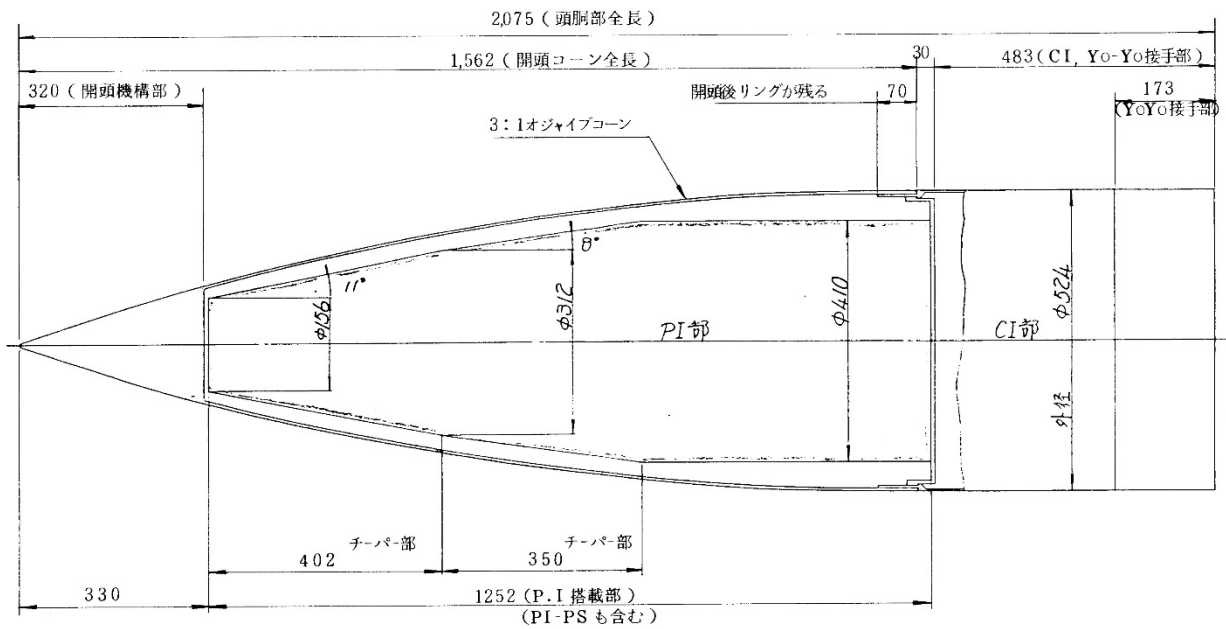 2,075 (頭胴部全長)
1,562 (開頭コーン全長)
30
483(CI, Yo-Yo接手部)
320 (開頭機構部)
開頭後リングが残る
70
173
(YoYo接手部)
3:1オジャイブコーン
8°
11°
φ156
φ312
PI部
φ410
CI部
φ524
外径
チーパー部
402
チーパー部
350
330
1252 (P.I 搭載部)
(PI-PSも含む)